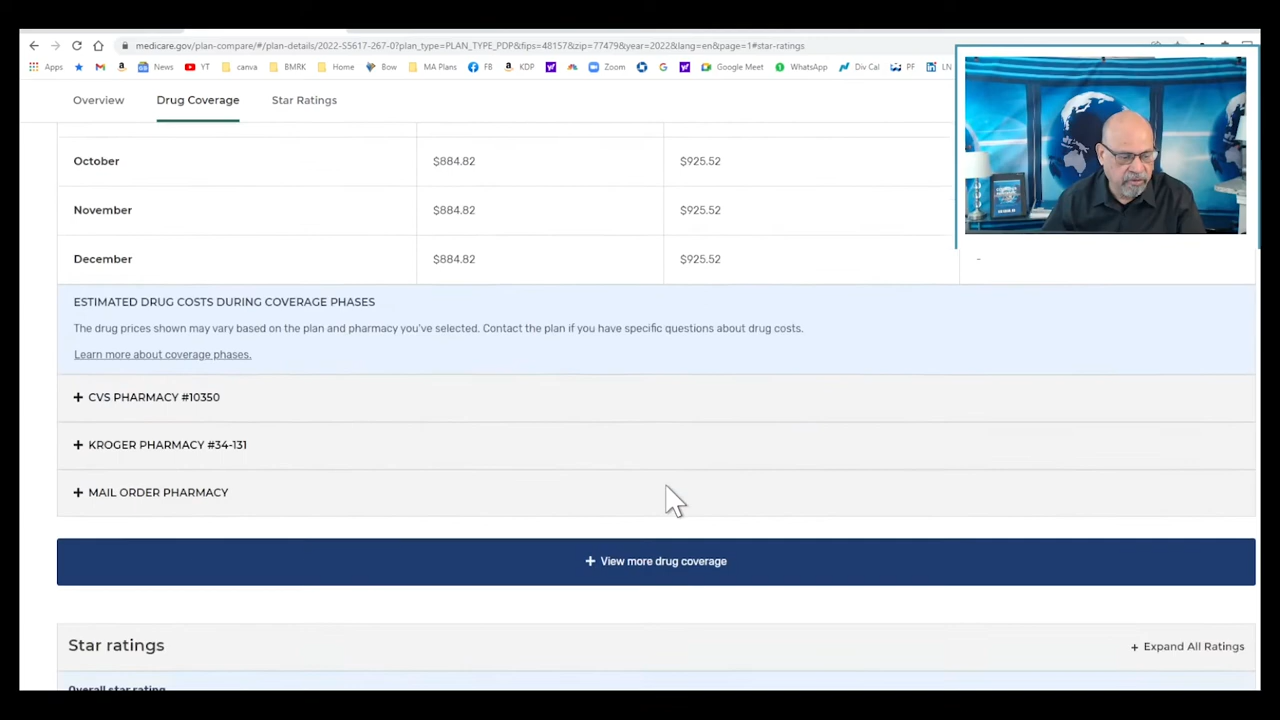 medicare.gov/plan-compare/#/plan-details/2022-S5617-267-0?plan_type=PLAN_TYPE_PDP&fips=48157&zip=77479&year=2022&lang=en&page=1#star-ratings
Apps News YT canva BMRK Home Bow MA Plans FB KDP Zoom Google Meet WhatsApp Div Cal PF LN
Overview Drug Coverage Star Ratings
October $884.82 $925.52
November $884.82 $925.52
December $884.82 $925.52 -
ESTIMATED DRUG COSTS DURING COVERAGE PHASES
The drug prices shown may vary based on the plan and pharmacy you've selected. Contact the plan if you have specific questions about drug costs.
Learn more about coverage phases.
+ CVS PHARMACY #10350
+ KROGER PHARMACY #34-131
+ MAIL ORDER PHARMACY
+ View more drug coverage
Star ratings + Expand All Ratings
Overall star rating